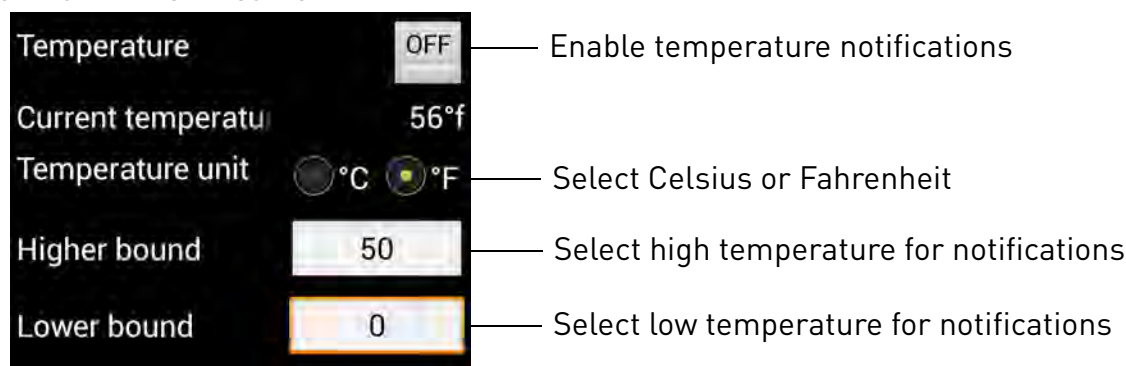 Temperature OFF Enable temperature notifications
Current temperatu 56°f
Temperature unit °C °F Select Celsius or Fahrenheit
Higher bound 50 Select high temperature for notifications
Lower bound 0 Select low temperature for notifications